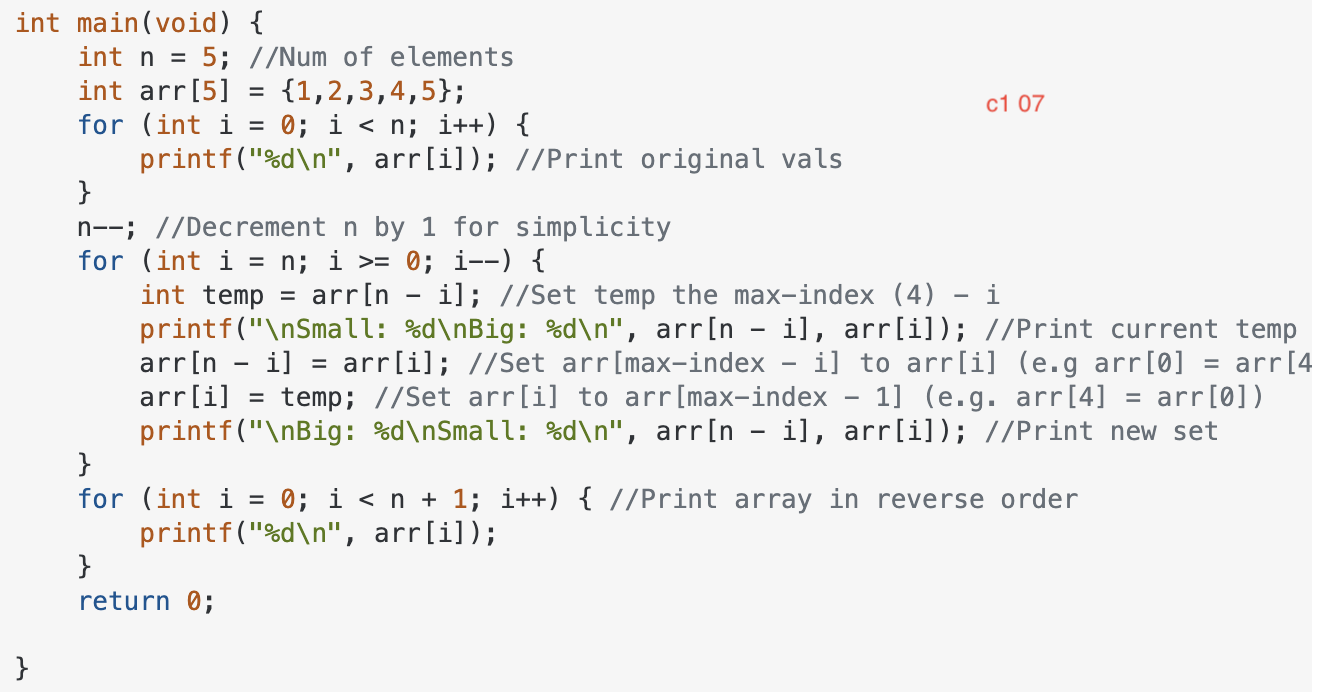 int main(void) {
    int n = 5; //Num of elements
    int arr[5] = {1,2,3,4,5};
c1 07
    for (int i = 0; i < n; i++) {
        printf("%d\n", arr[i]); //Print original vals
    }
    n--; //Decrement n by 1 for simplicity
    for (int i = n; i >= 0; i--) {
        int temp = arr[n - i]; //Set temp the max-index (4) - i
        printf("\nSmall: %d\nBig: %d\n", arr[n - i], arr[i]); //Print current temp
        arr[n - i] = arr[i]; //Set arr[max-index - i] to arr[i] (e.g arr[0] = arr[4
        arr[i] = temp; //Set arr[i] to arr[max-index - 1] (e.g. arr[4] = arr[0])
        printf("\nBig: %d\nSmall: %d\n", arr[n - i], arr[i]); //Print new set
    }
    for (int i = 0; i < n + 1; i++) { //Print array in reverse order
        printf("%d\n", arr[i]);
    }
    return 0;
}